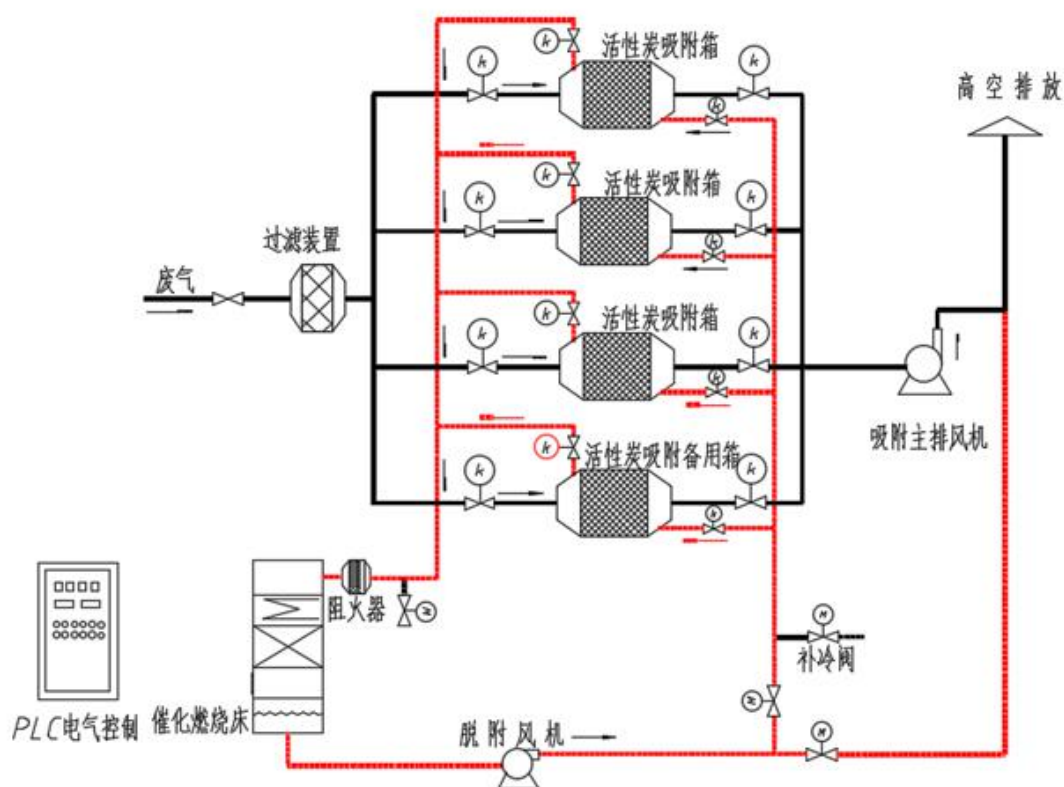 k
活性炭吸附箱
k
k
高空排放
k
k
活性炭吸附箱
k
k
k
过滤装置
废气
k
活性炭吸附箱
k
k
k
吸附主排风机
k
活性炭吸附备用箱
k
k
k
阻火器
M
M
补冷阀
M
PLC电气控制
催化燃烧床
脱附风机
M